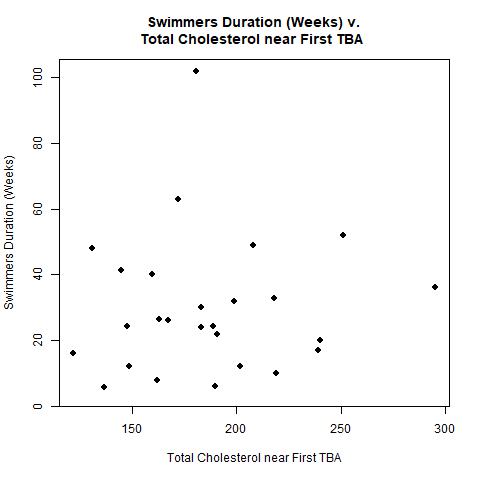 Swimmers Duration (Weeks) v.
Total Cholesterol near First TBA
Swimmers Duration (Weeks)
100
80
60
40
20
0
150 200 250 300
Total Cholesterol near First TBA